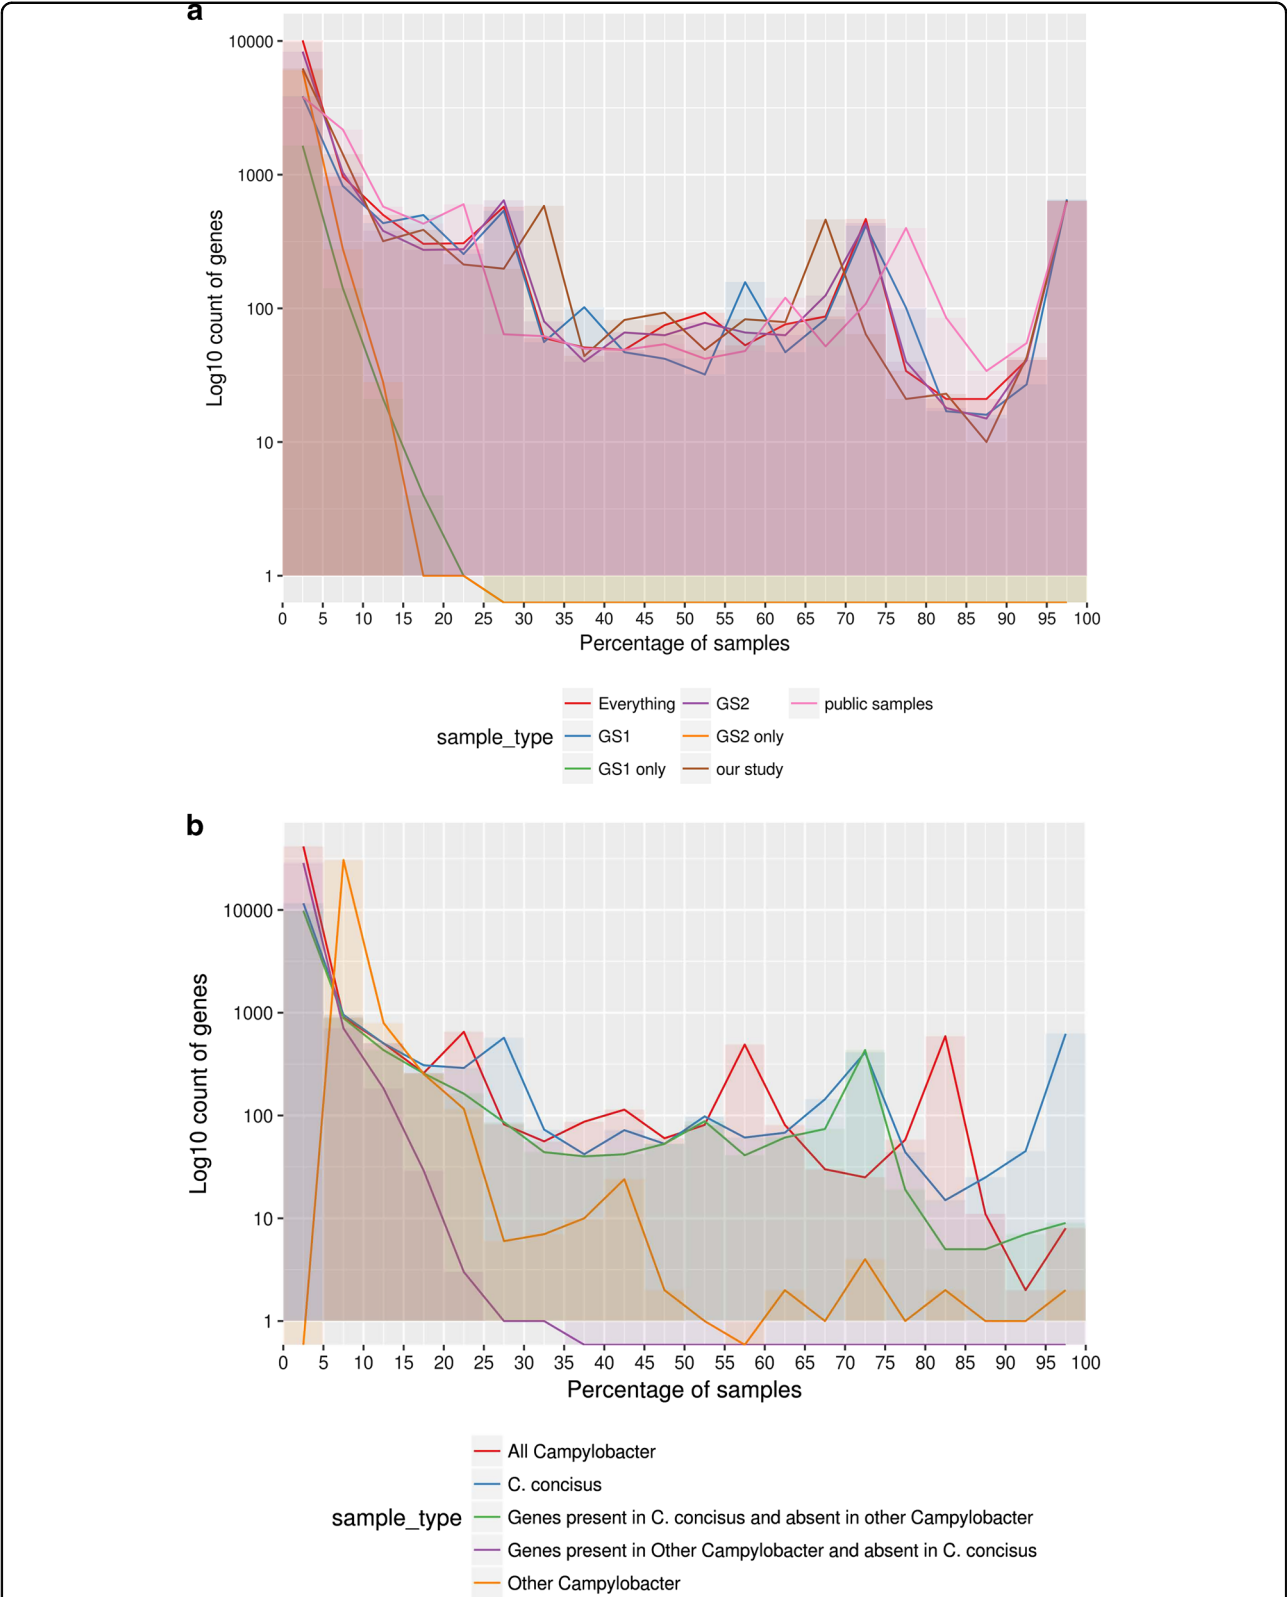 a
10000
1000
100
10
1
Log10 count of genes
0 5 10 15 20 25 30 35 40 45 50 55 60 65 70 75 80 85 90 95 100
Percentage of samples
sample_type
Everything GS2 public samples
GS1 GS2 only
GS1 only our study
b
10000
1000
100
10
1
Log10 count of genes
0 5 10 15 20 25 30 35 40 45 50 55 60 65 70 75 80 85 90 95 100
Percentage of samples
sample_type
All Campylobacter
C. concisus
Genes present in C. concisus and absent in other Campylobacter
Genes present in Other Campylobacter and absent in C. concisus
Other Campylobacter